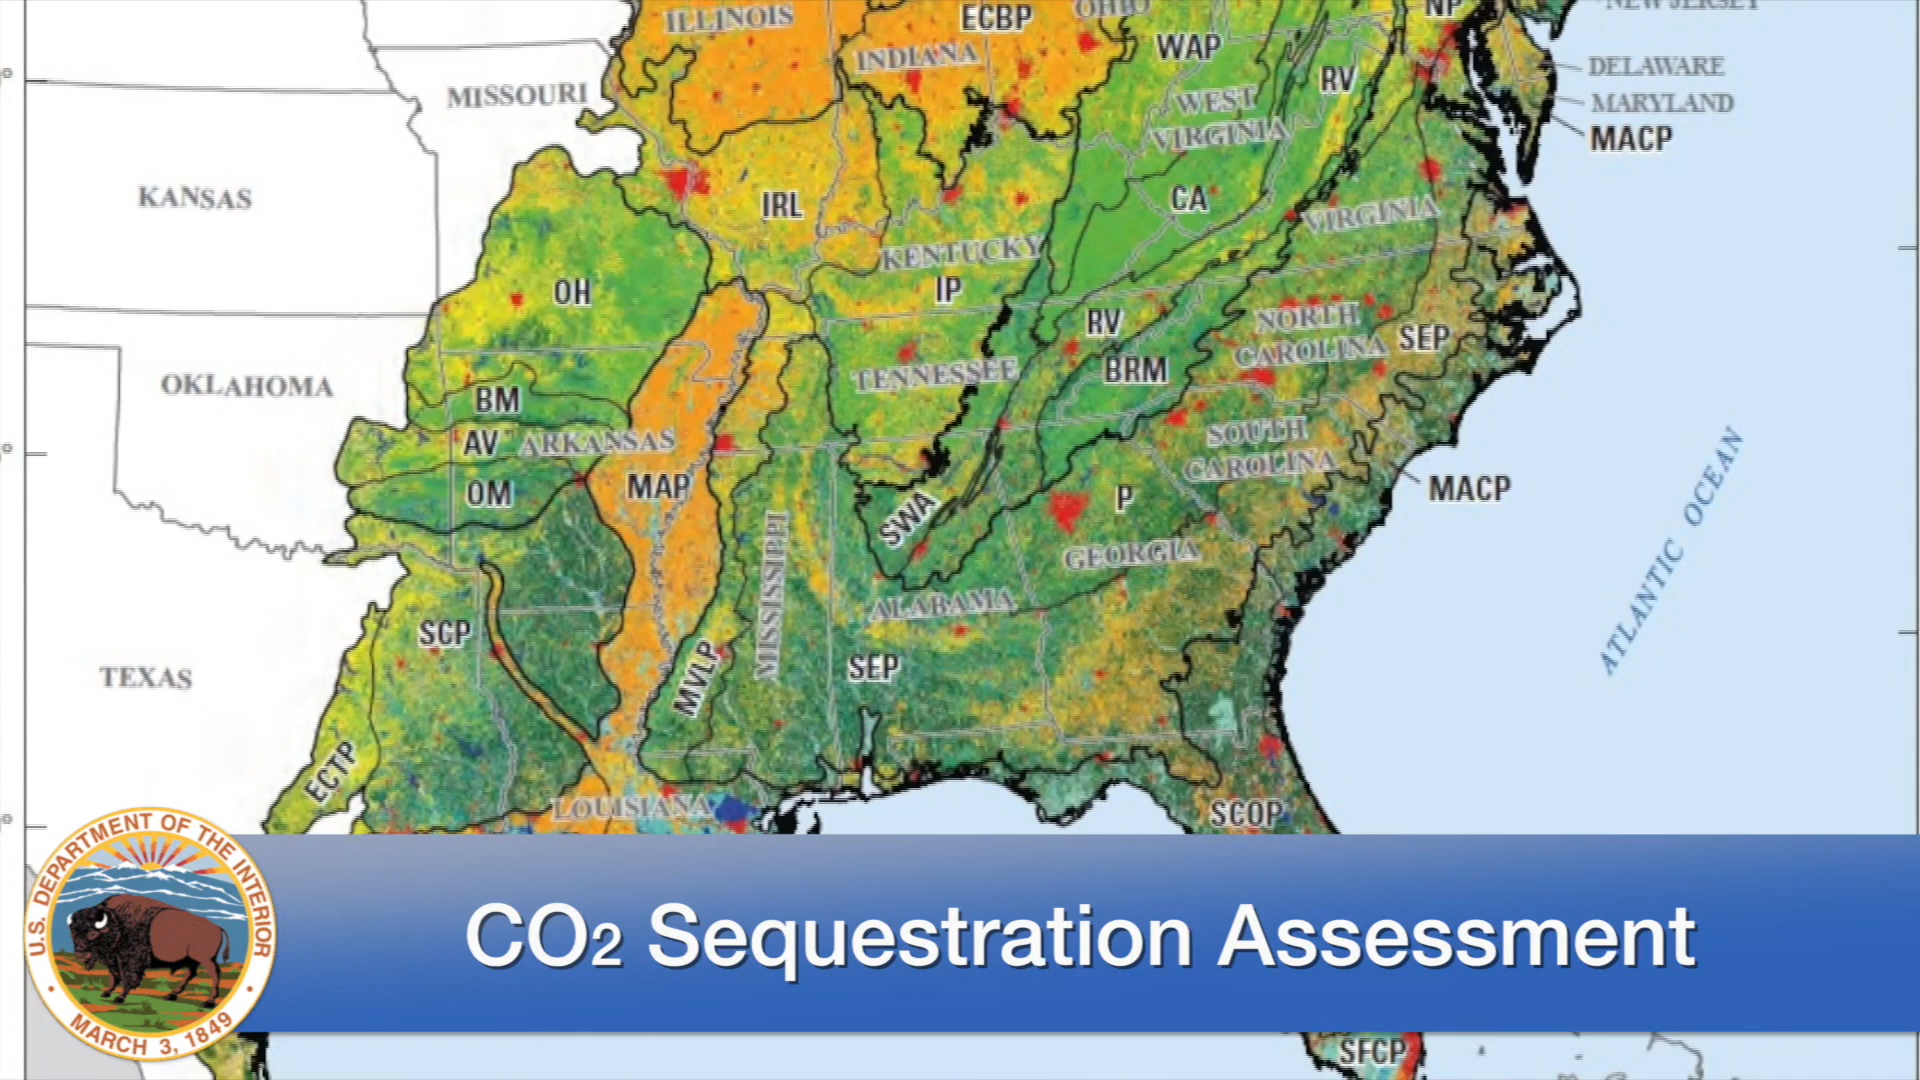 ILLINOIS
ECBP
OHIO
NP
NEW JERSEY
INDIANA
WAP
RV
DELAWARE
MISSOURI
WEST
VIRGINIA
MARYLAND
MACP
KANSAS
IRL
CA
VIRGINIA
KENTUCKY
OH
IP
RV
NORTH
CAROLINA
SEP
OKLAHOMA
TENNESSEE
BRM
BM
AV
ARKANSAS
SOUTH
CAROLINA
OM
MAP
SWA
P
MACP
ATLANTIC OCEAN
GEORGIA
MISSISSIPPI
ALABAMA
SCP
TEXAS
MVLP
SEP
ECTP
LOUISIANA
SCOP
U.S. DEPARTMENT OF THE INTERIOR
MARCH 3, 1849
CO2 Sequestration Assessment
SFCP